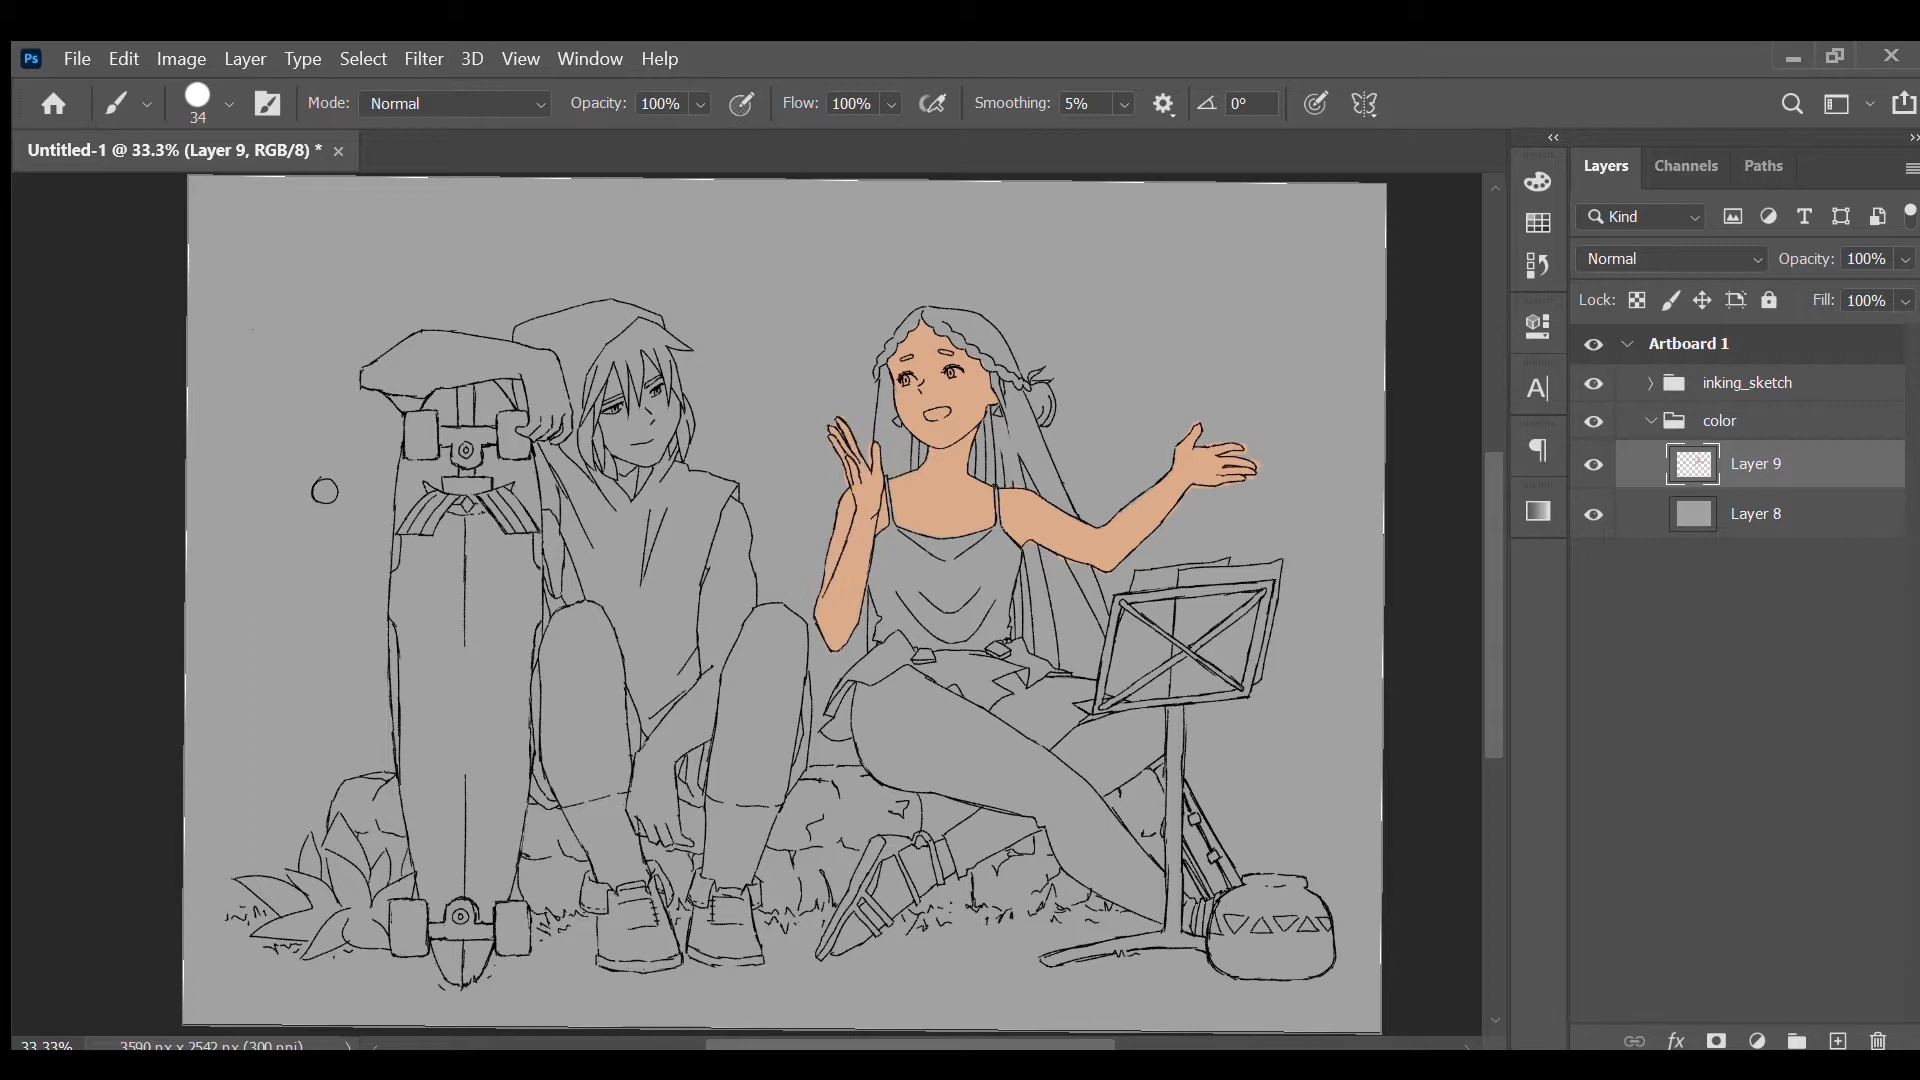 Ps File Edit Image Layer Type Select Filter 3D View Window Help
34 Mode: Normal Opacity: 100% Flow: 100% Smoothing: 5% 0°
Untitled-1 @ 33.3% (Layer 9, RGB/8) *
Layers Channels Paths
Kind
Normal Opacity: 100%
Lock: Fill: 100%
Artboard 1
inking_sketch
color
Layer 9
Layer 8
fx
33.33% 3590 px x 2542 px (300 ppi)